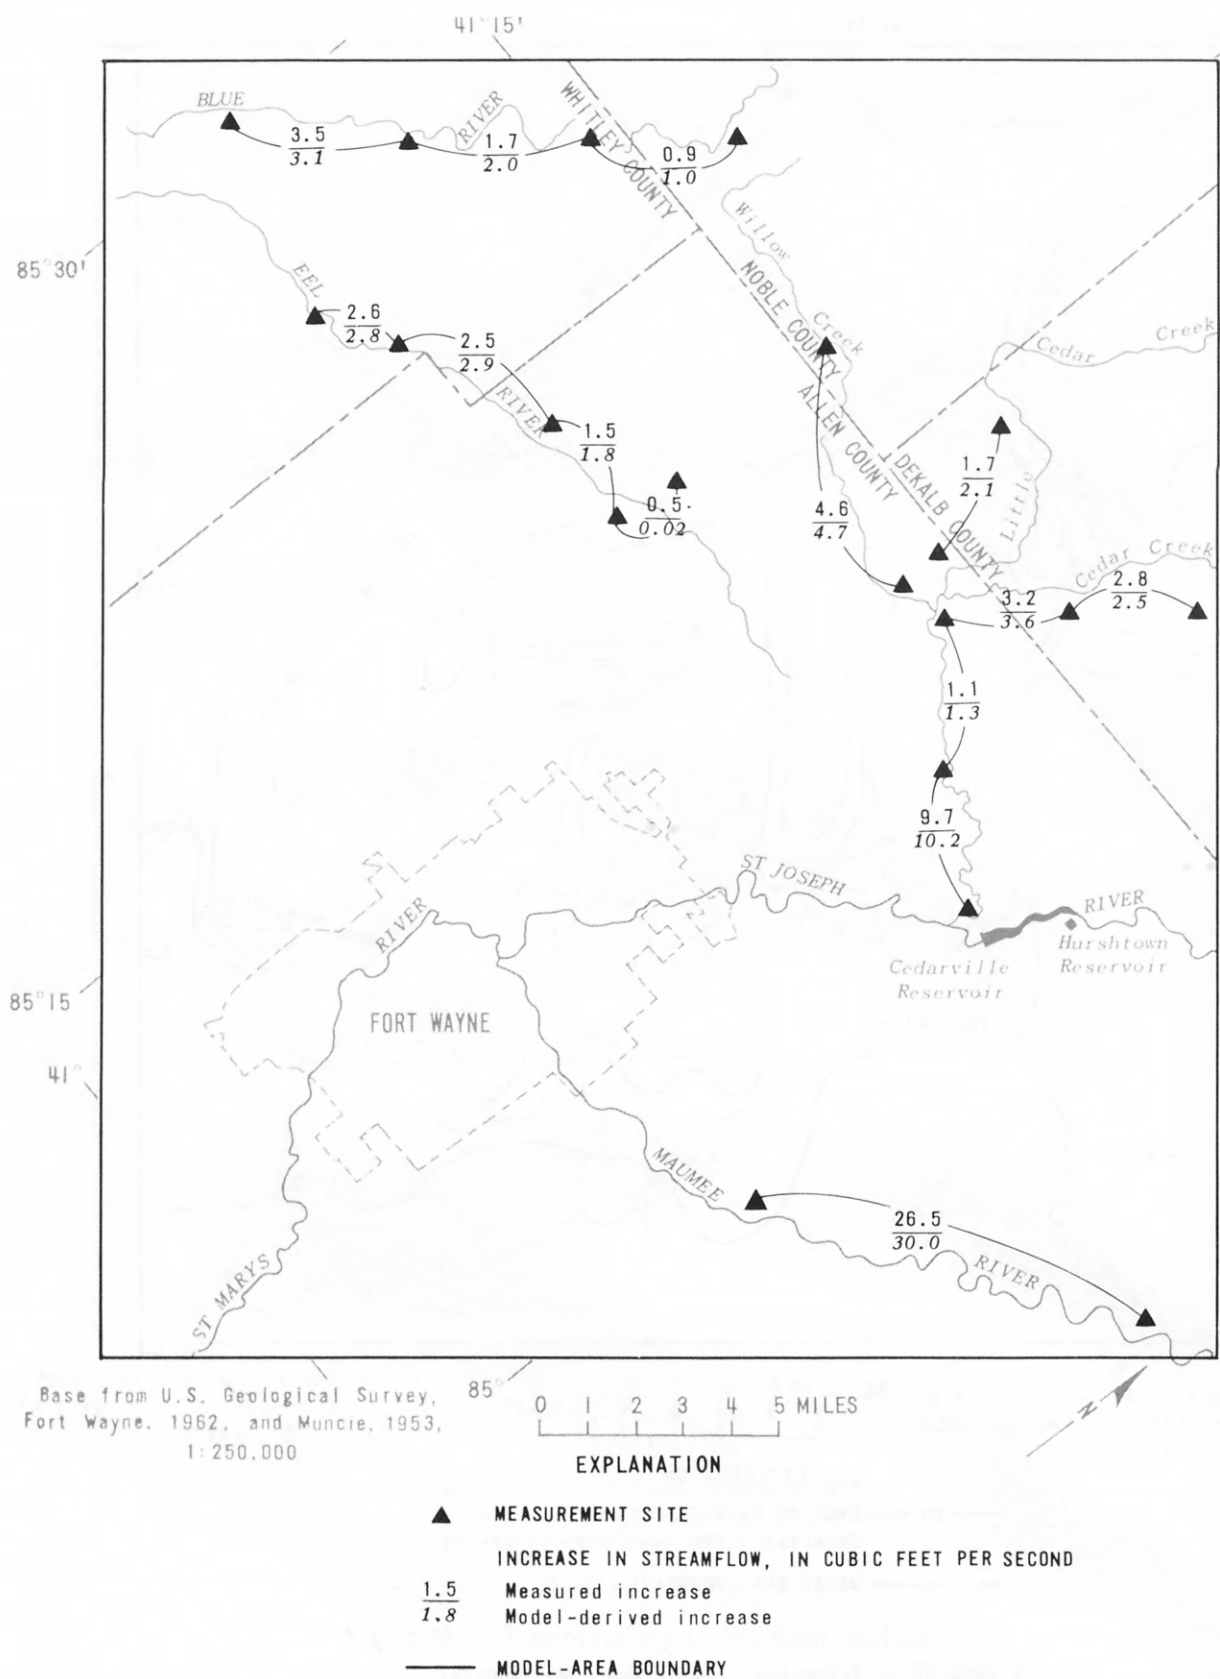 41°15'
BLUE
RIVER
3.5
3.1
1.7
2.0
0.9
1.0
WHITLEY COUNTY
NOBLE COUNTY
Willow
Creek
85°30'
EEL
RIVER
2.6
2.8
2.5
2.9
1.5
1.8
0.5
0.02
ALLEN COUNTY
DEKALB COUNTY
Cedar Creek
Little
4.6
4.7
1.7
2.1
Cedar Creek
3.2
3.6
2.8
2.5
1.1
1.3
9.7
10.2
ST JOSEPH
RIVER
Hurshtown
Reservoir
Cedarville
Reservoir
RIVER
85°15
FORT WAYNE
41°
MAUMEE
RIVER
26.5
30.0
ST MARYS
Base from U.S. Geological Survey,
Fort Wayne. 1962, and Muncie, 1953,
1:250,000
85°
0 1 2 3 4 5 MILES
N
EXPLANATION
MEASUREMENT SITE
INCREASE IN STREAMFLOW, IN CUBIC FEET PER SECOND
1.5 Measured increase
1.8 Model-derived increase
MODEL-AREA BOUNDARY